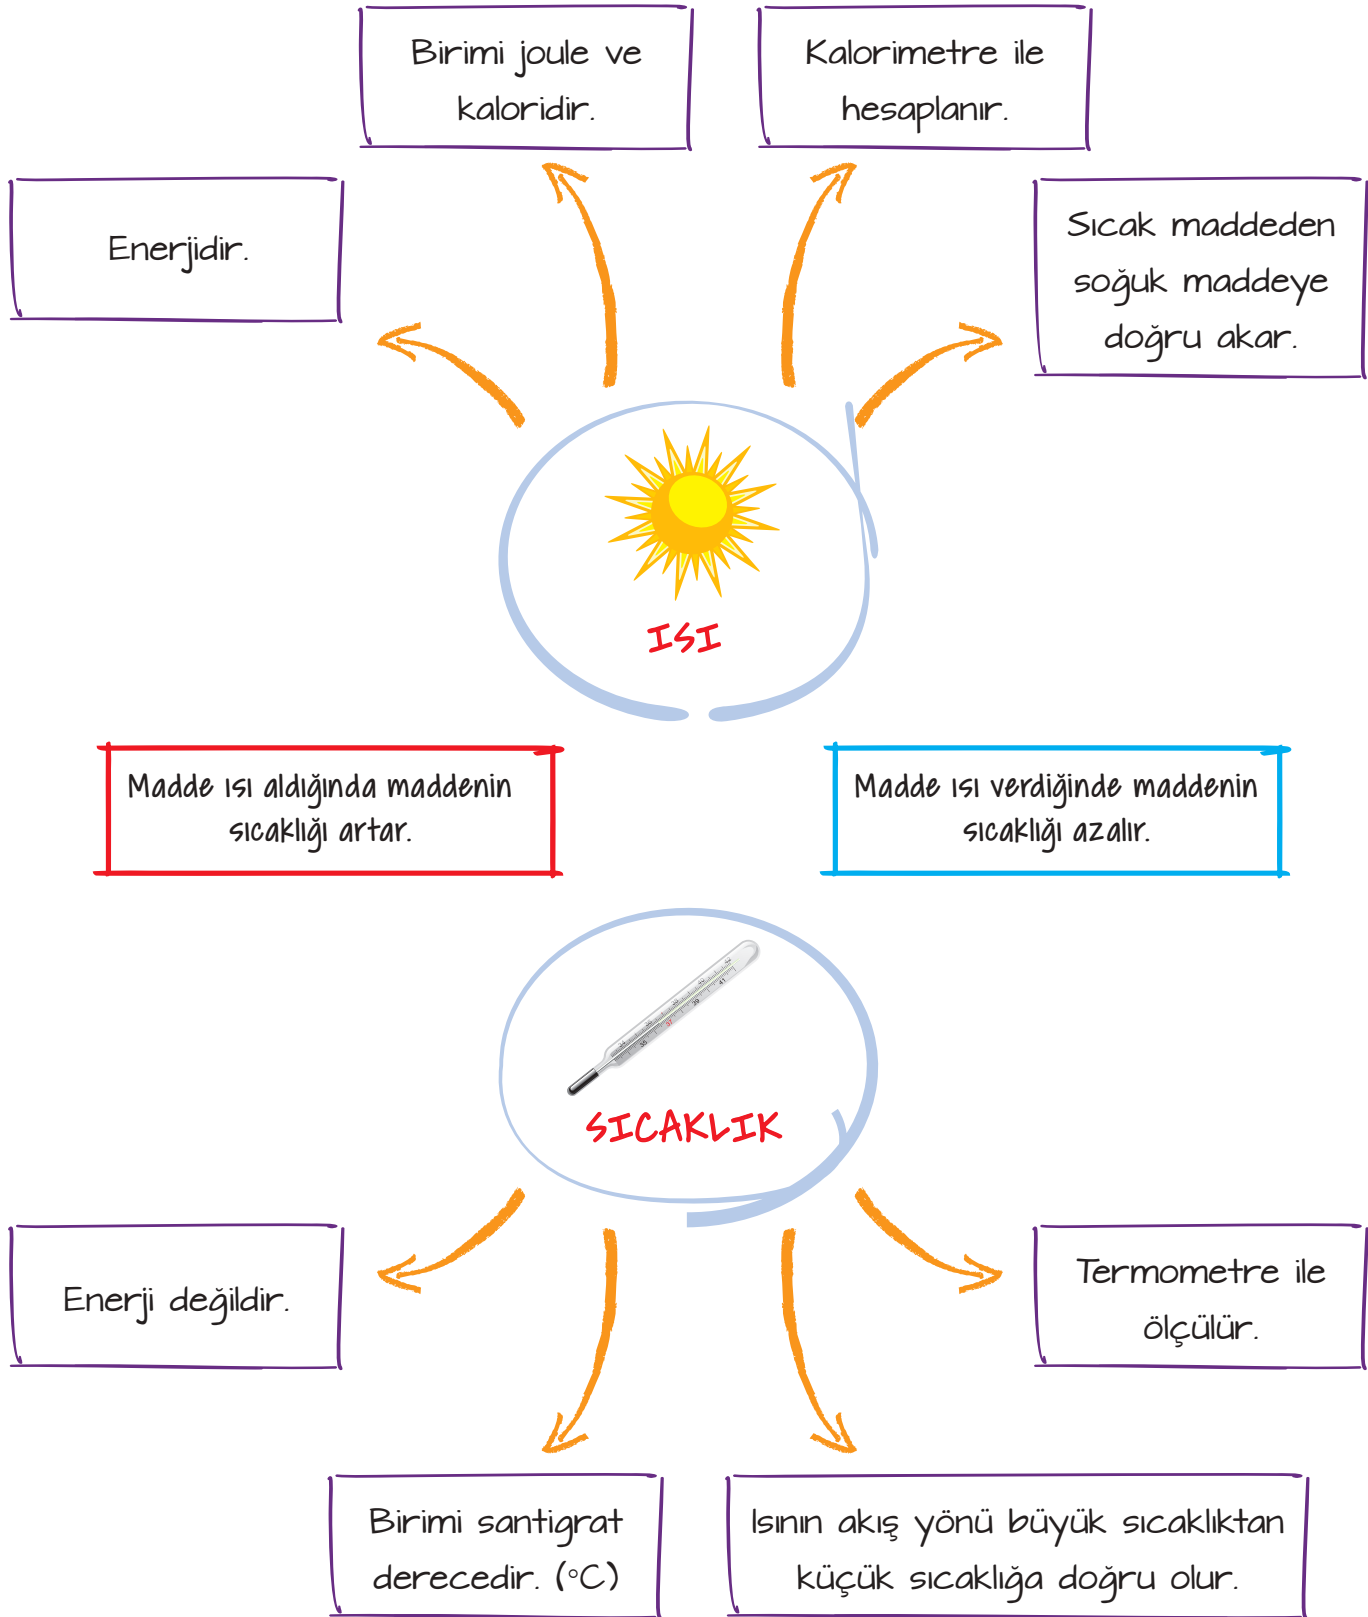 Birimi joule ve
kaloridir.
Kalorimetre ile
hesaplanır.
Enerjidir.
Sıcak maddeden
soğuk maddeye
doğru akar.
ISI
Madde ısı aldığında maddenin
sıcaklığı artar.
Madde ısı verdiğinde maddenin
sıcaklığı azalır.
SICAKLIK
Enerji değildir.
Termometre ile
ölçülür.
Birimi santigrat
derecedir. (°C)
Isının akış yönü büyük sıcaklıktan
küçük sıcaklığa doğru olur.